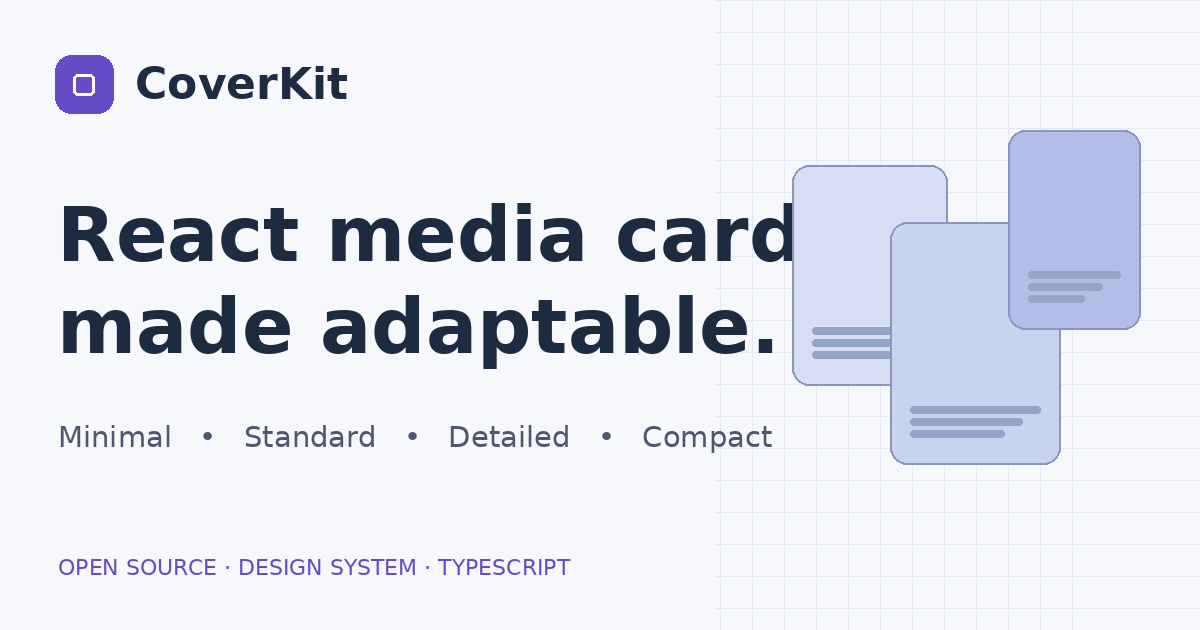 CoverKit
React media card
made adaptable.
Minimal • Standard • Detailed • Compact
OPEN SOURCE · DESIGN SYSTEM · TYPESCRIPT